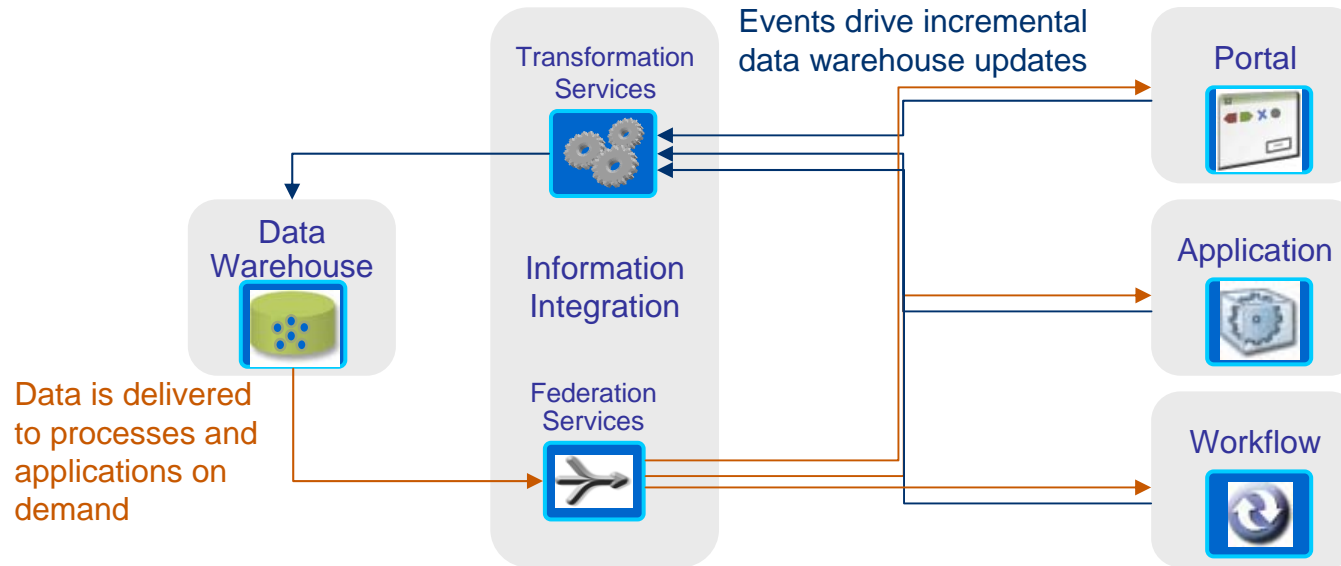 Events drive incremental
data warehouse updates
Transformation
Services
Portal
Data
Warehouse
Information
Integration
Application
Data is delivered
to processes and
applications on
demand
Federation
Services
Workflow